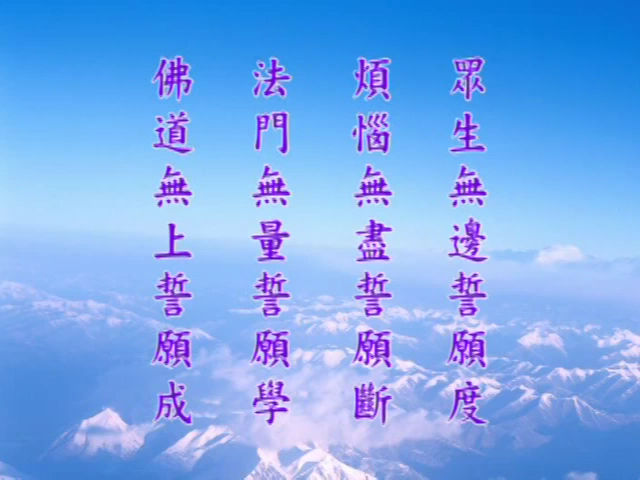 眾生無邊誓願度
煩惱無盡誓願斷
法門無量誓願學
佛道無上誓願成